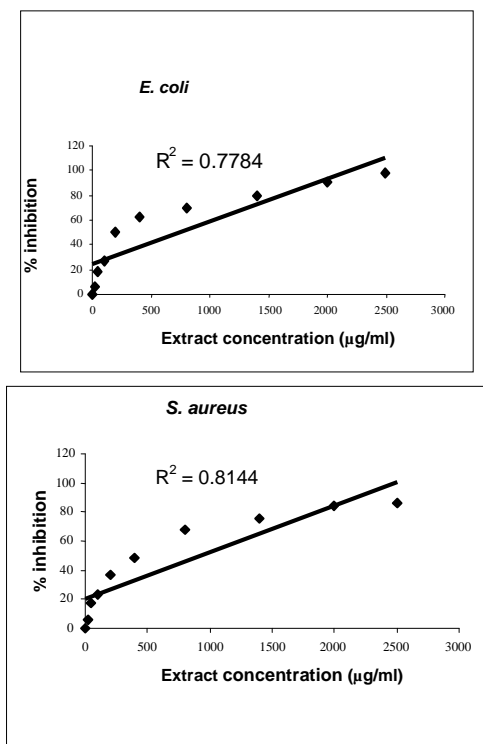 E. coli
R² = 0.7784
% inhibition
120
100
80
60
40
20
0
0 500 1000 1500 2000 2500 3000
Extract concentration (µg/ml)
S. aureus
R² = 0.8144
% inhibition
120
100
80
60
40
20
0
0 500 1000 1500 2000 2500 3000
Extract concentration (µg/ml)